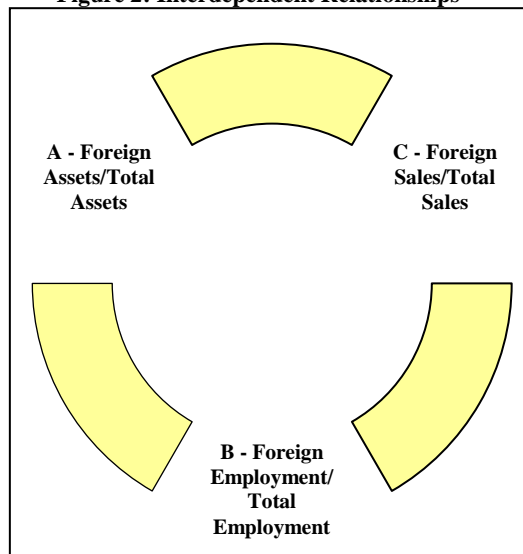 Figure 2: Interdependent Relationships
A - Foreign
Assets/Total
Assets
C - Foreign
Sales/Total
Sales
B - Foreign
Employment/
Total
Employment